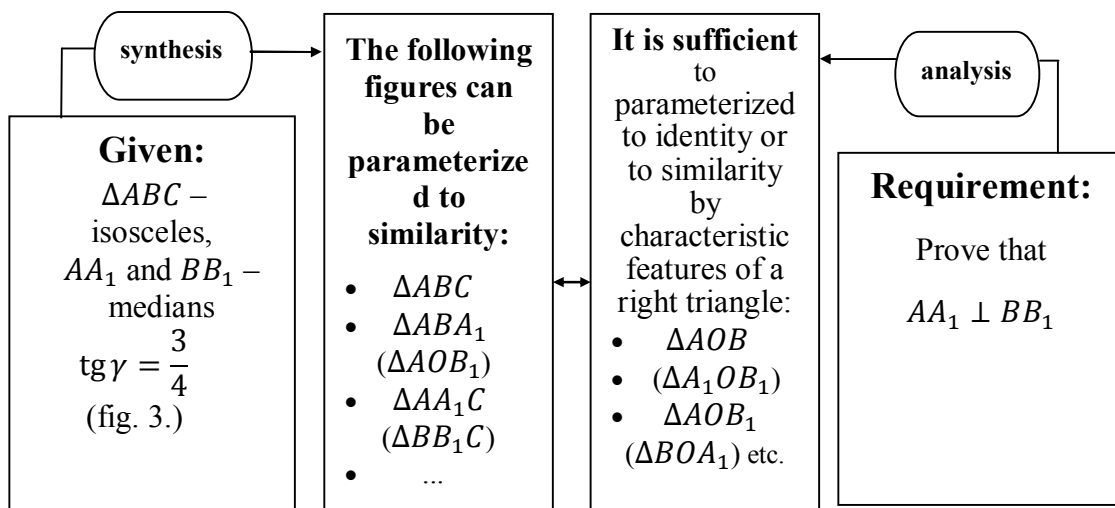 synthesis
Given:
ΔABC –
isosceles,
AA₁ and BB₁ –
medians
tg γ = 3/4
(fig. 3.)
The following
figures can
be
parameterize
d to
similarity:
• ΔABC
• ΔABA₁
(ΔAOB₁)
• ΔAA₁C
(ΔBB₁C)
• ...
It is sufficient
to
parameterized
to identity or
to similarity
by
characteristic
features of a
right triangle:
• ΔAOB
• (ΔA₁OB₁)
• ΔAOB₁
(ΔBOA₁) etc.
analysis
Requirement:
Prove that
AA₁ ⊥ BB₁